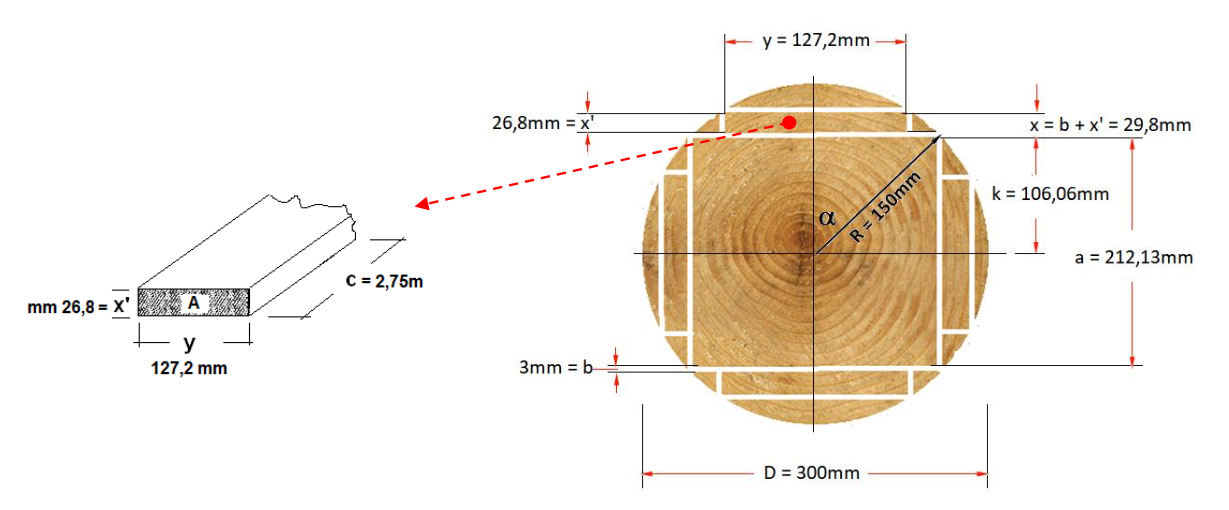 y = 127,2mm
26,8mm = x'
x = b + x' = 29,8mm
k = 106,06mm
α
R = 150mm
a = 212,13mm
C = 2,75m
mm 26,8 = X'
A
y
127,2 mm
3mm = b
D = 300mm